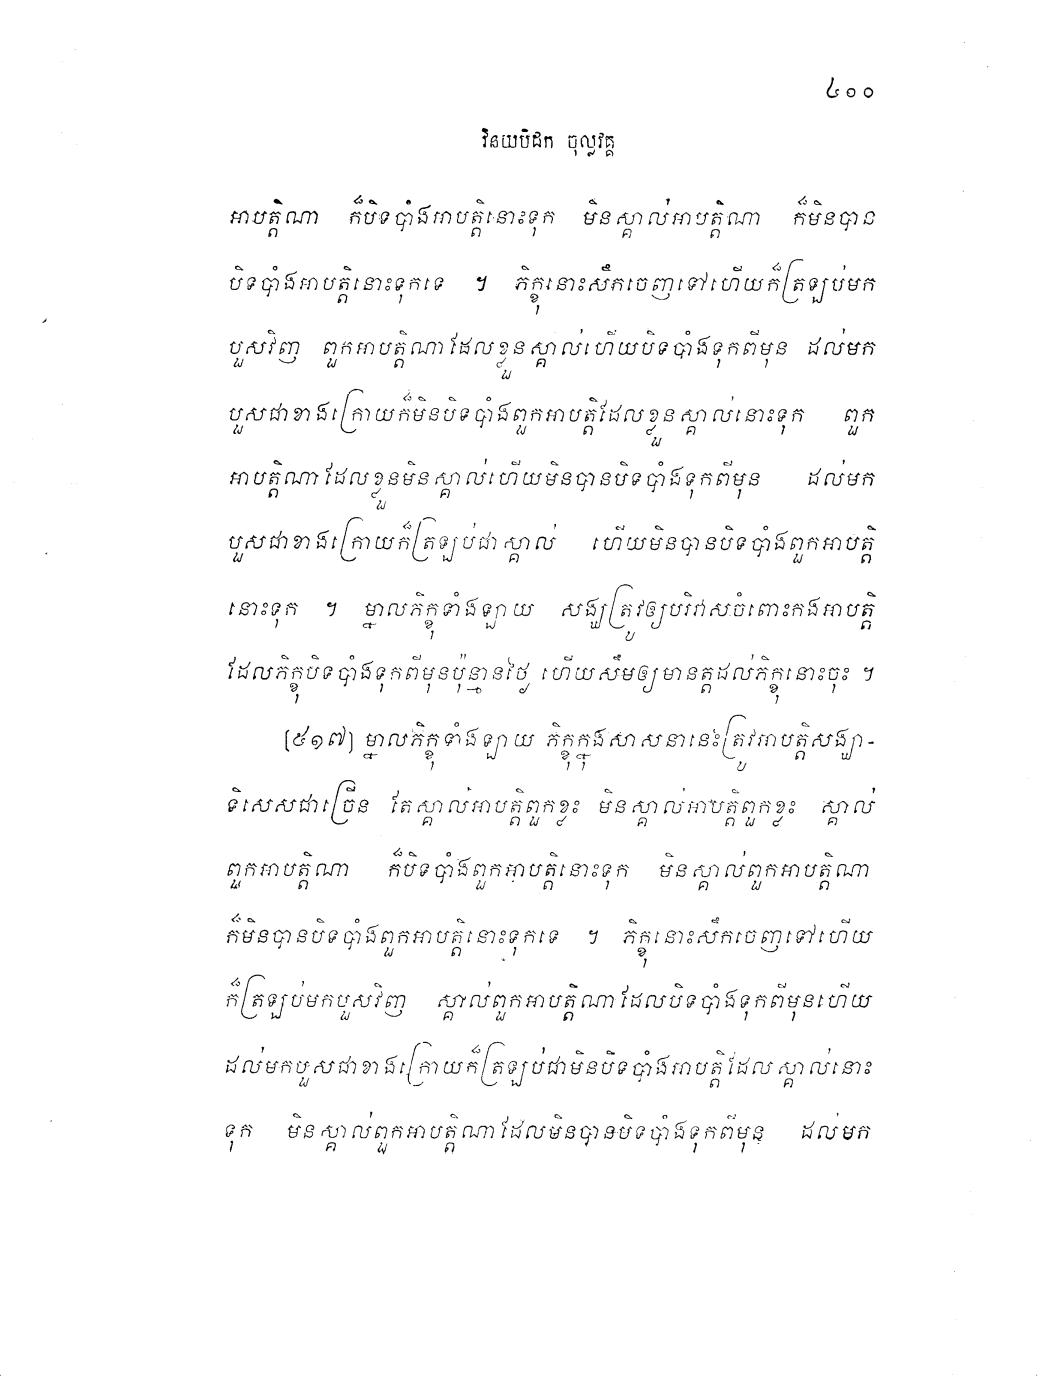 ៤០០
វិនយបិដក ចុល្លវគ្គ
អាបត្តិណា ក៏បិទបាំងអាបត្តិនោះទុក មិនស្គាល់អាបត្តិណា ក៏មិនបាន
បិទបាំងអាបត្តិនោះទុកទេ ។ ភិក្ខុនោះសឹកចេញទៅហើយក៏ត្រឡប់មក
បួសវិញ ពួកអាបត្តិណាដែលខ្លួនស្គាល់ហើយបិទបាំងទុកពីមុន ដល់មក
បួសជាខាងក្រោយក៏មិនបិទបាំងពួកអាបត្តិដែលខ្លួនស្គាល់នោះទុក ពួក
អាបត្តិណាដែលខ្លួនមិនស្គាល់ហើយមិនបានបិទបាំងទុកពីមុន ដល់មក
បួសជាខាងក្រោយក៏ត្រឡប់ជាស្គាល់ ហើយមិនបានបិទបាំងពួកអាបត្តិ
នោះទុក ។ ម្នាលភិក្ខុទាំងឡាយ សង្ឃត្រូវឲ្យបរិវាសចំពោះកងអាបត្តិ
ដែលភិក្ខុបិទបាំងទុកពីមុនប៉ុន្មានថ្ងៃ ហើយសឹមឲ្យមានត្តដល់ភិក្ខុនោះចុះ ។
[៥១៧] ម្នាលភិក្ខុទាំងឡាយ ភិក្ខុក្នុងសាសនានេះត្រូវអាបត្តិសង្ឃា-
ទិសេសជាច្រើន តែស្គាល់អាបត្តិពួកខ្លះ មិនស្គាល់អាបត្តិពួកខ្លះ ស្គាល់
ពួកអាបត្តិណា ក៏បិទបាំងពួកអាបត្តិនោះទុក មិនស្គាល់ពួកអាបត្តិណា
ក៏មិនបានបិទបាំងពួកអាបត្តិនោះទុកទេ ។ ភិក្ខុនោះសឹកចេញទៅហើយ
ក៏ត្រឡប់មកបួសវិញ ស្គាល់ពួកអាបត្តិណាដែលបិទបាំងទុកពីមុនហើយ
ដល់មកបួសជាខាងក្រោយក៏ត្រឡប់ជាមិនបិទបាំងអាបត្តិដែលស្គាល់នោះ
ទុក មិនស្គាល់ពួកអាបត្តិណាដែលមិនបានបិទបាំងទុកពីមុន ដល់មក